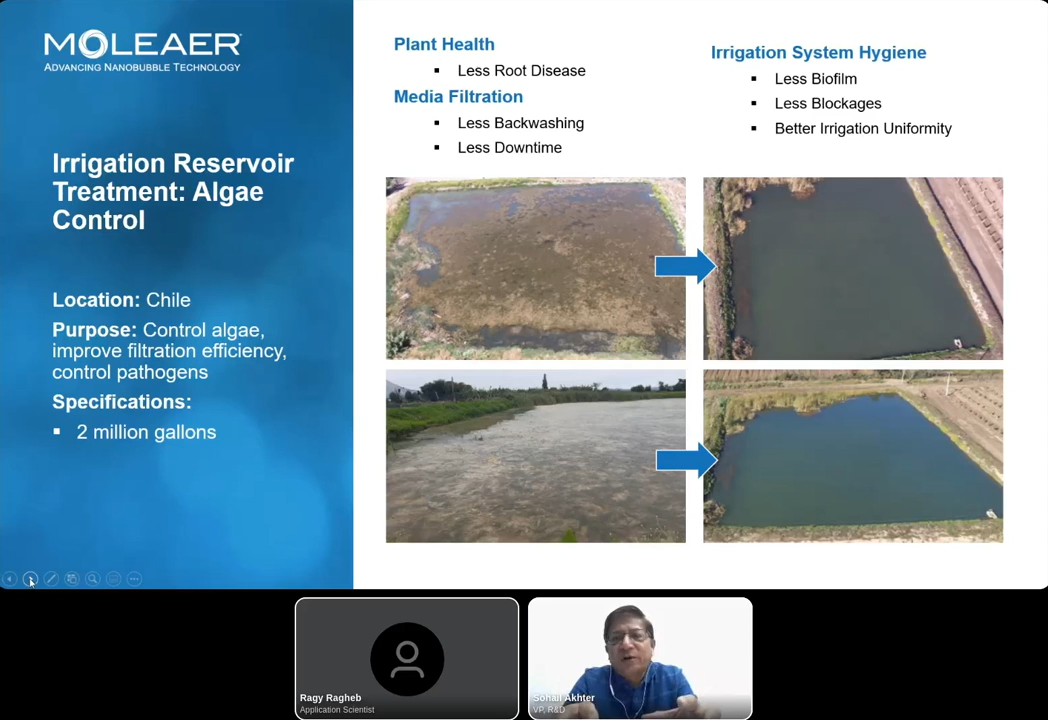 MOLEAER
ADVANCING NANOBUBBLE TECHNOLOGY
Irrigation Reservoir
Treatment: Algae
Control
Location: Chile
Purpose: Control algae,
improve filtration efficiency,
control pathogens
Specifications:
▪ 2 million gallons
Plant Health
▪ Less Root Disease
Media Filtration
▪ Less Backwashing
▪ Less Downtime
Irrigation System Hygiene
▪ Less Biofilm
▪ Less Blockages
▪ Better Irrigation Uniformity
Ragy Ragheb
Application Scientist
Sohail Akhter
VP, R&D